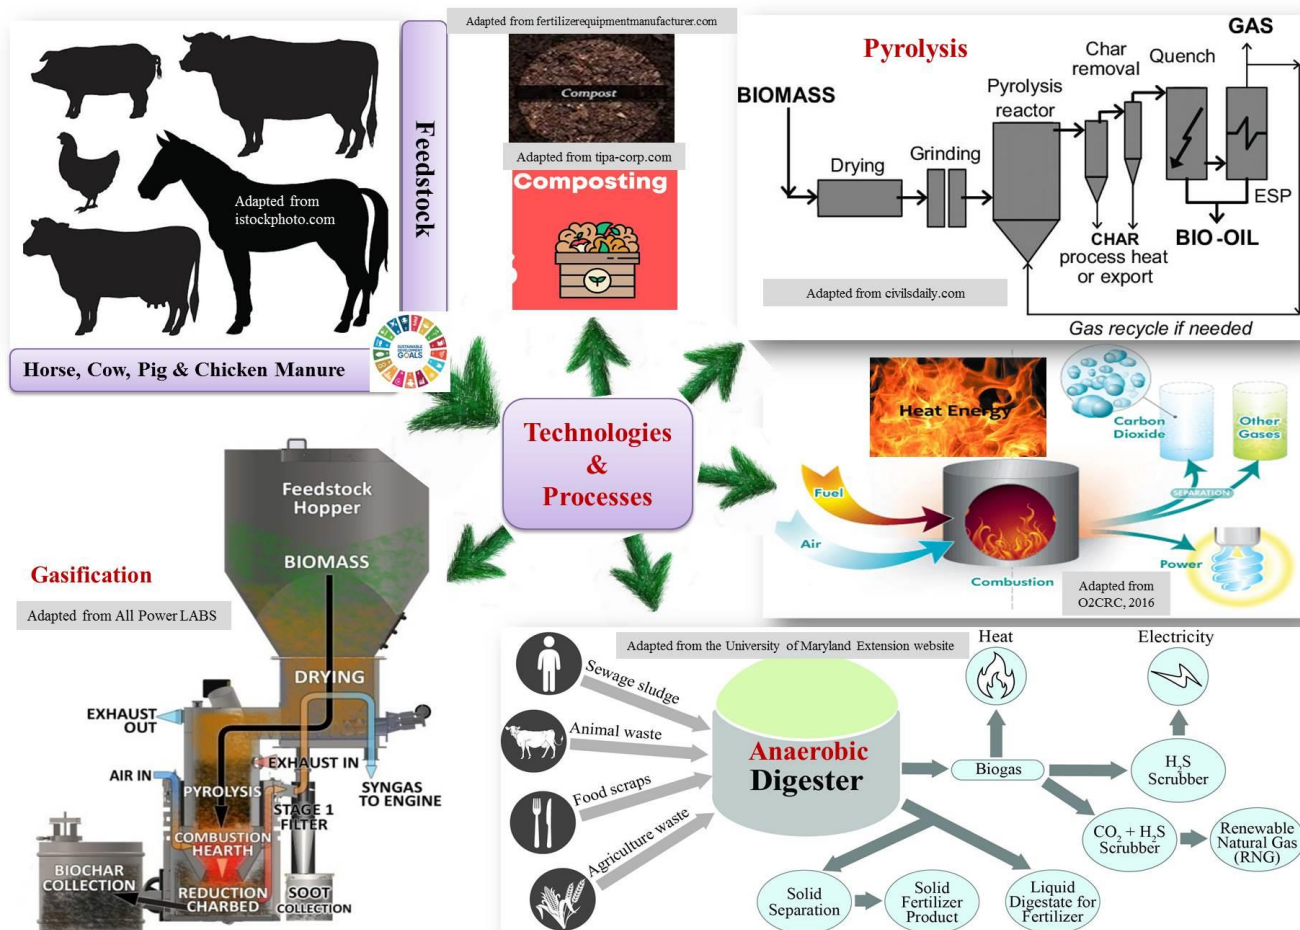 Adapted from fertilizerequipmentmanufacturer.com
Compost
Adapted from tipa-corp.com
Composting
Feedstock
Adapted from
istockphoto.com
Horse, Cow, Pig & Chicken Manure
SUSTAINABLE
DEVELOPMENT
GOALS
Pyrolysis
BIOMASS
Drying
Grinding
Pyrolysis
reactor
Char
removal
Quench
GAS
ESP
CHAR
process heat
or export
BIO-OIL
Adapted from civilsdaily.com
Gas recycle if needed
Technologies
&
Processes
Heat Energy
Carbon
Dioxide
Other
Gases
SEPARATION
Fuel
Air
Combustion
Power
Adapted from
O2CRC, 2016
Gasification
Adapted from All Power LABS
Feedstock
Hopper
BIOMASS
DRYING
EXHAUST
OUT
EXHAUST IN
AIR IN
PYROLYSIS
SYNGAS
TO ENGINE
STAGE 1
FILTER
COMBUSTION
HEARTH
BIOCHAR
COLLECTION
REDUCTION
CHARBED
SOOT
COLLECTION
Adapted from the University of Maryland Extension website
Sewage sludge
Animal waste
Food scraps
Agriculture waste
Anaerobic
Digester
Heat
Electricity
Biogas
H₂S
Scrubber
CO₂ + H₂S
Scrubber
Renewable
Natural Gas
(RNG)
Solid
Separation
Solid
Fertilizer
Product
Liquid
Digestate for
Fertilizer